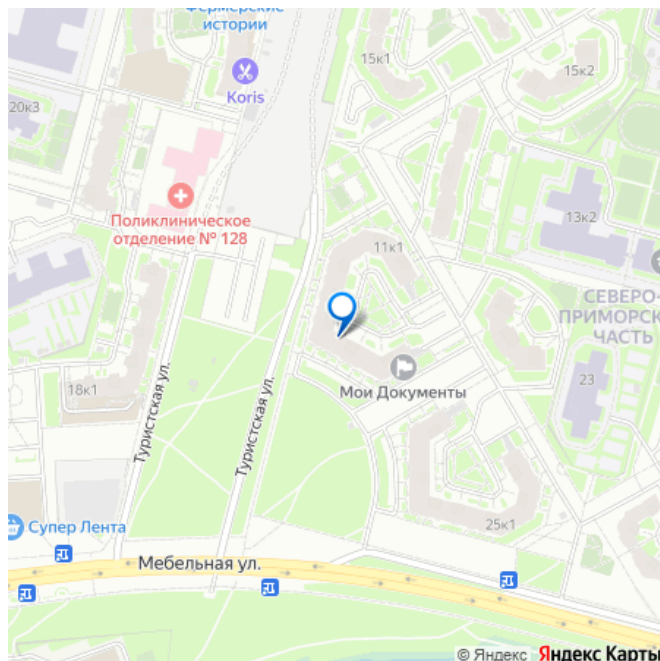 Фермерские
истории
Koris
15к1
15к2
20к3
Поликлиническое
отделение № 128
13к2
11к1
СЕВЕРО-
ПРИМОРСК
ЧАСТЬ
Мои Документы
23
18к1
Туристская ул.
Туристская ул.
25к1
Супер Лента
Мебельная ул.
© Яндекс Яндекс Карты